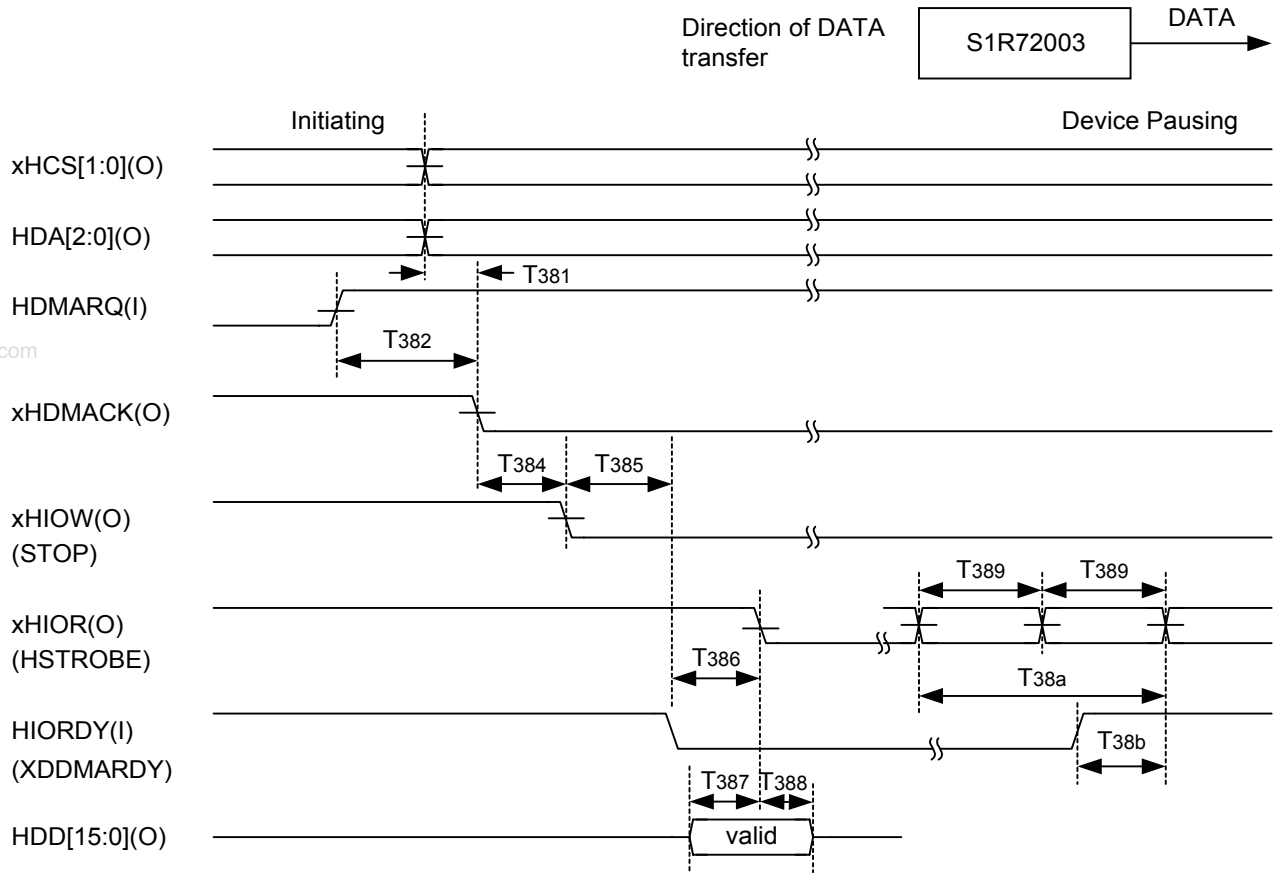 Direction of DATA
transfer
S1R72003
DATA
Initiating
Device Pausing
xHCS[1:0](O)
HDA[2:0](O)
T381
HDMARQ(I)
T382
com
xHDMACK(O)
T384
T385
xHIOW(O)
(STOP)
T389
T389
xHIOR(O)
(HSTROBE)
T386
T38a
HIORDY(I)
(XDDMARDY)
T38b
T387
T388
HDD[15:0](O)
valid